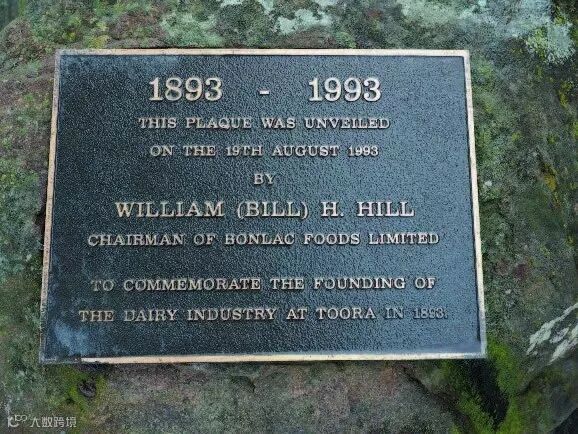 1893 - 1993
THIS PLAQUE WAS UNVEILED
ON THE 19TH AUGUST 1993
BY
WILLIAM (BILL) H. HILL
CHAIRMAN OF BONLAC FOODS LIMITED
TO COMMEMORATE THE FOUNDING OF
THE DAIRY INDUSTRY AT TOORA IN 1893.
大数跨境